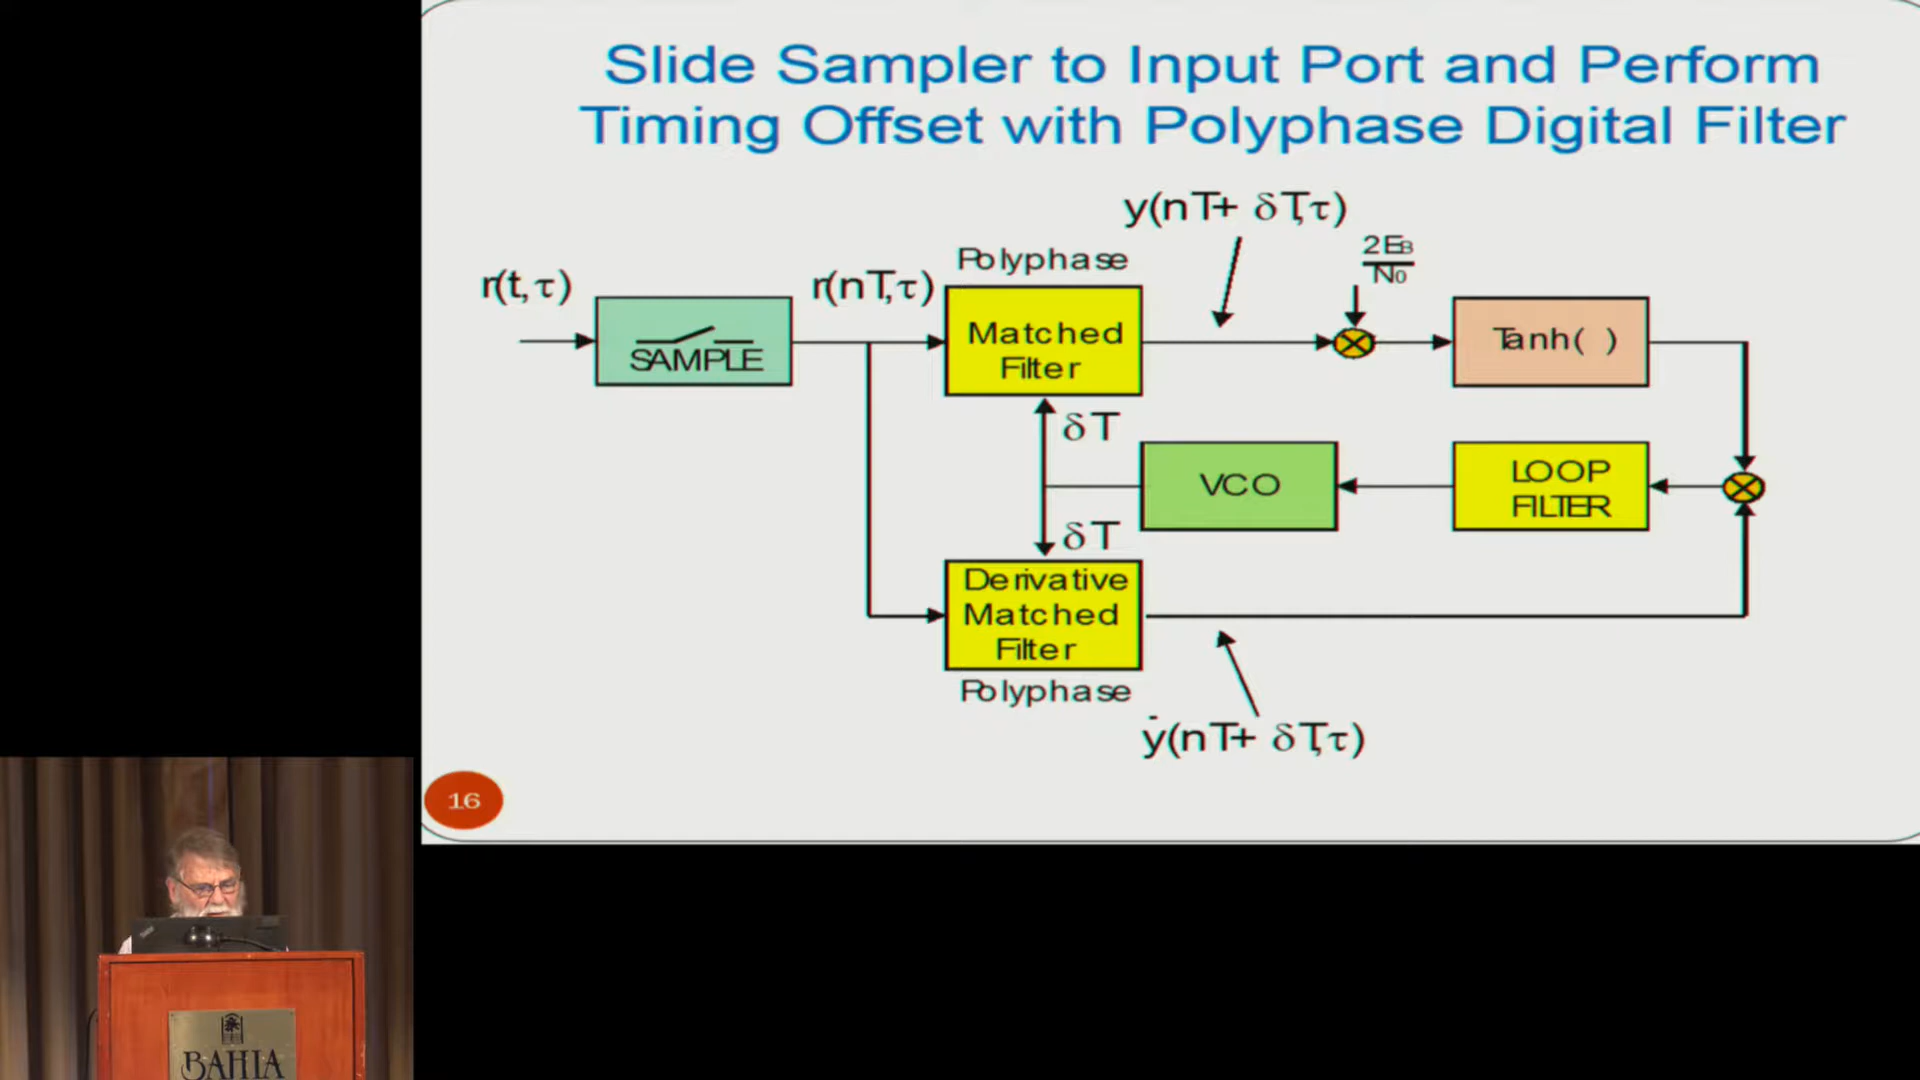 Slide Sampler to Input Port and Perform
Timing Offset with Polyphase Digital Filter
y(nT+ δT,τ)
2EB
N0
Polyphase
r(t,τ)
r(nT,τ)
SAMPLE
Matched
Filter
Tanh( )
δT
VCO
LOOP
FILTER
δT
Derivative
Matched
Filter
Polyphase
ẏ(nT+ δT,τ)
16
BAHIA